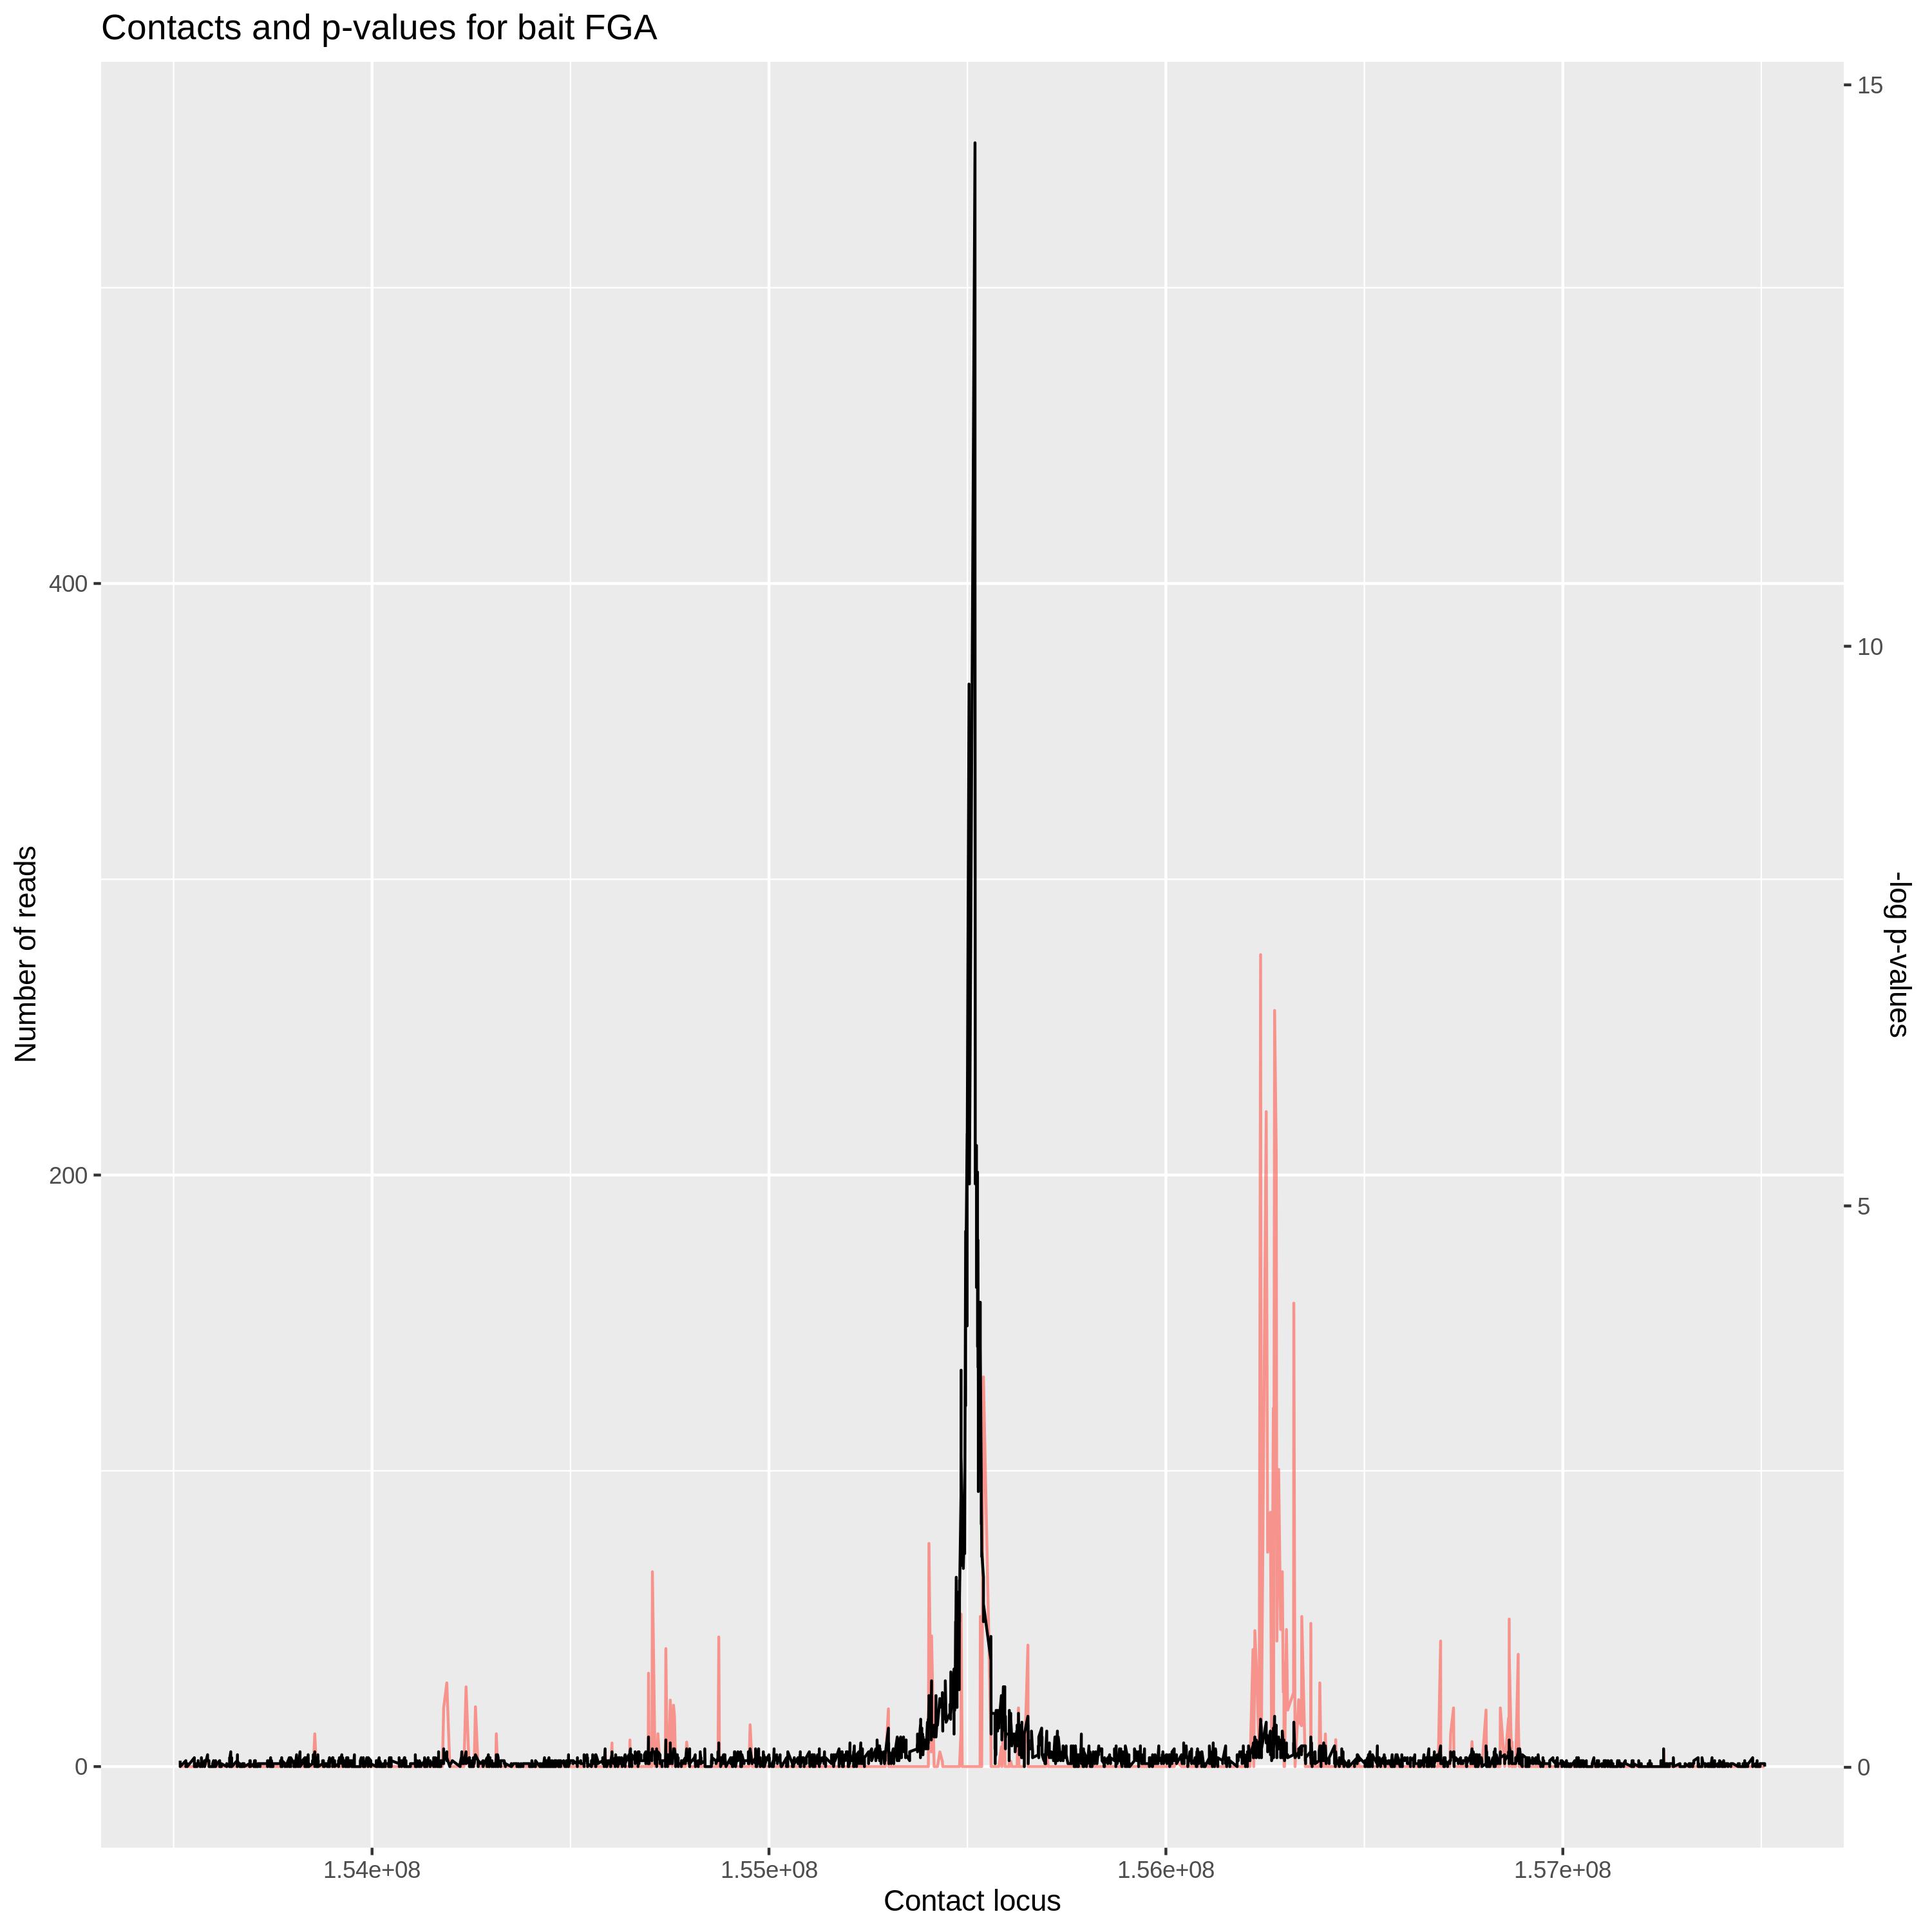 Contacts and p-values for bait FGA
15
400
10
Number of reads
-log p-values
200
5
0
0
1.54e+08
1.55e+08
1.56e+08
1.57e+08
Contact locus